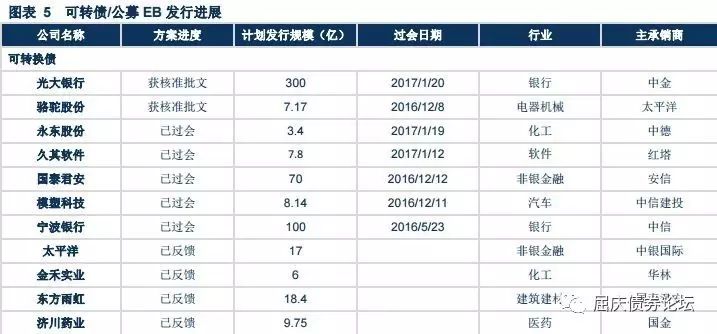 图表 5 可转债/公募 EB 发行进展
公司名称 方案进度 计划发行规模（亿） 过会日期 行业 主承销商
可转换债
光大银行 获核准批文 300 2017/1/20 银行 中金
骆驼股份 获核准批文 7.17 2016/12/8 电器机械 太平洋
永东股份 已过会 3.4 2017/1/19 化工 中德
久其软件 已过会 7.8 2017/1/12 软件 红塔
国泰君安 已过会 70 2016/12/12 非银金融 安信
模塑科技 已过会 8.14 2016/12/11 汽车 中信建投
宁波银行 已过会 100 2016/5/23 银行 中信
太平洋 已反馈 17 非银金融 中银国际
金禾实业 已反馈 6 化工 华林
东方雨虹 已反馈 18.4 建筑建材
济川药业 已反馈 9.75 医药 国金
屈庆债券论坛